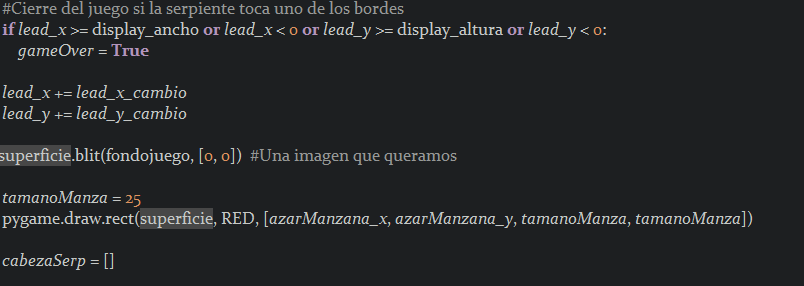 #Cierre del juego si la serpiente toca uno de los bordes
if lead_x >= display_ancho or lead_x < 0 or lead_y >= display_altura or lead_y < 0:
gameOver = True
lead_x += lead_x_cambio
lead_y += lead_y_cambio
superficie.blit(fondojuego, [0, 0]) #Una imagen que queramos
tamanoManza = 25
pygame.draw.rect(superficie, RED, [azarManzana_x, azarManzana_y, tamanoManza, tamanoManza])
cabezaSerp = []